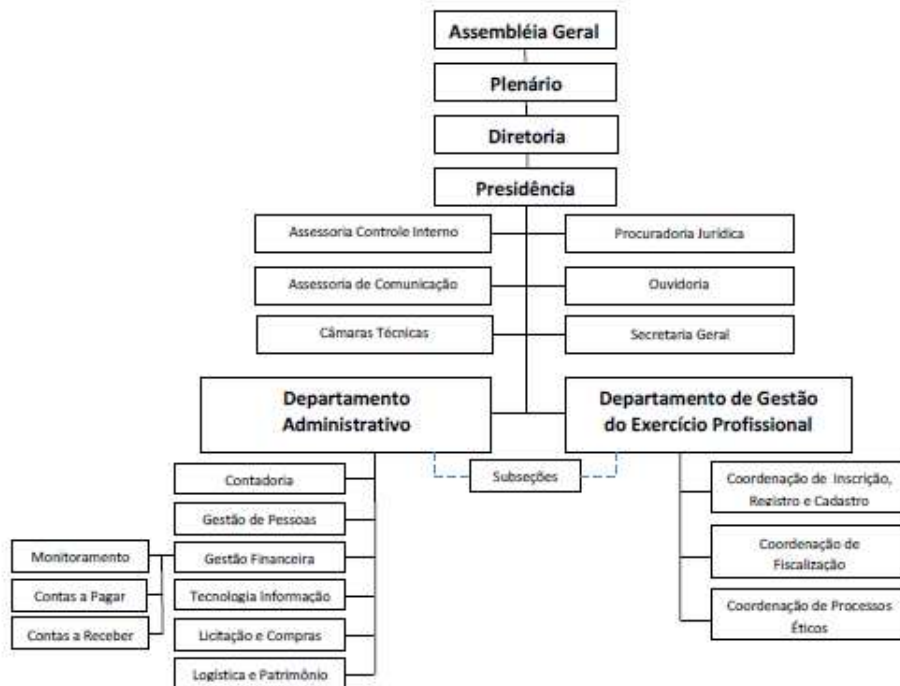 Assembléia Geral
Plenário
Diretoria
Presidência
Assessoria Controle Interno
Procuradoria Jurídica
Assessoria de Comunicação
Ouvidoria
Câmaras Técnicas
Secretaria Geral
Departamento
Administrativo
Departamento de Gestão
do Exercício Profissional
Subseções
Contadoria
Gestão de Pessoas
Gestão Financeira
Tecnologia Informação
Licitação e Compras
Logística e Patrimônio
Monitoramento
Contas a Pagar
Contas a Receber
Coordenação de Inscrição,
Registro e Cadastro
Coordenação de
Fiscalização
Coordenação de Processos
Éticos